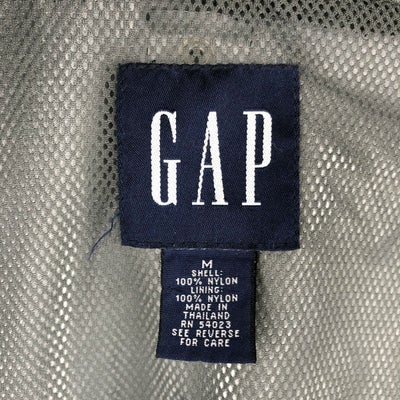 GAP
M
SHELL:
100% NYLON
LINING:
100% NYLON
MADE IN
THAILAND
RN 54023
SEE REVERSE
FOR CARE